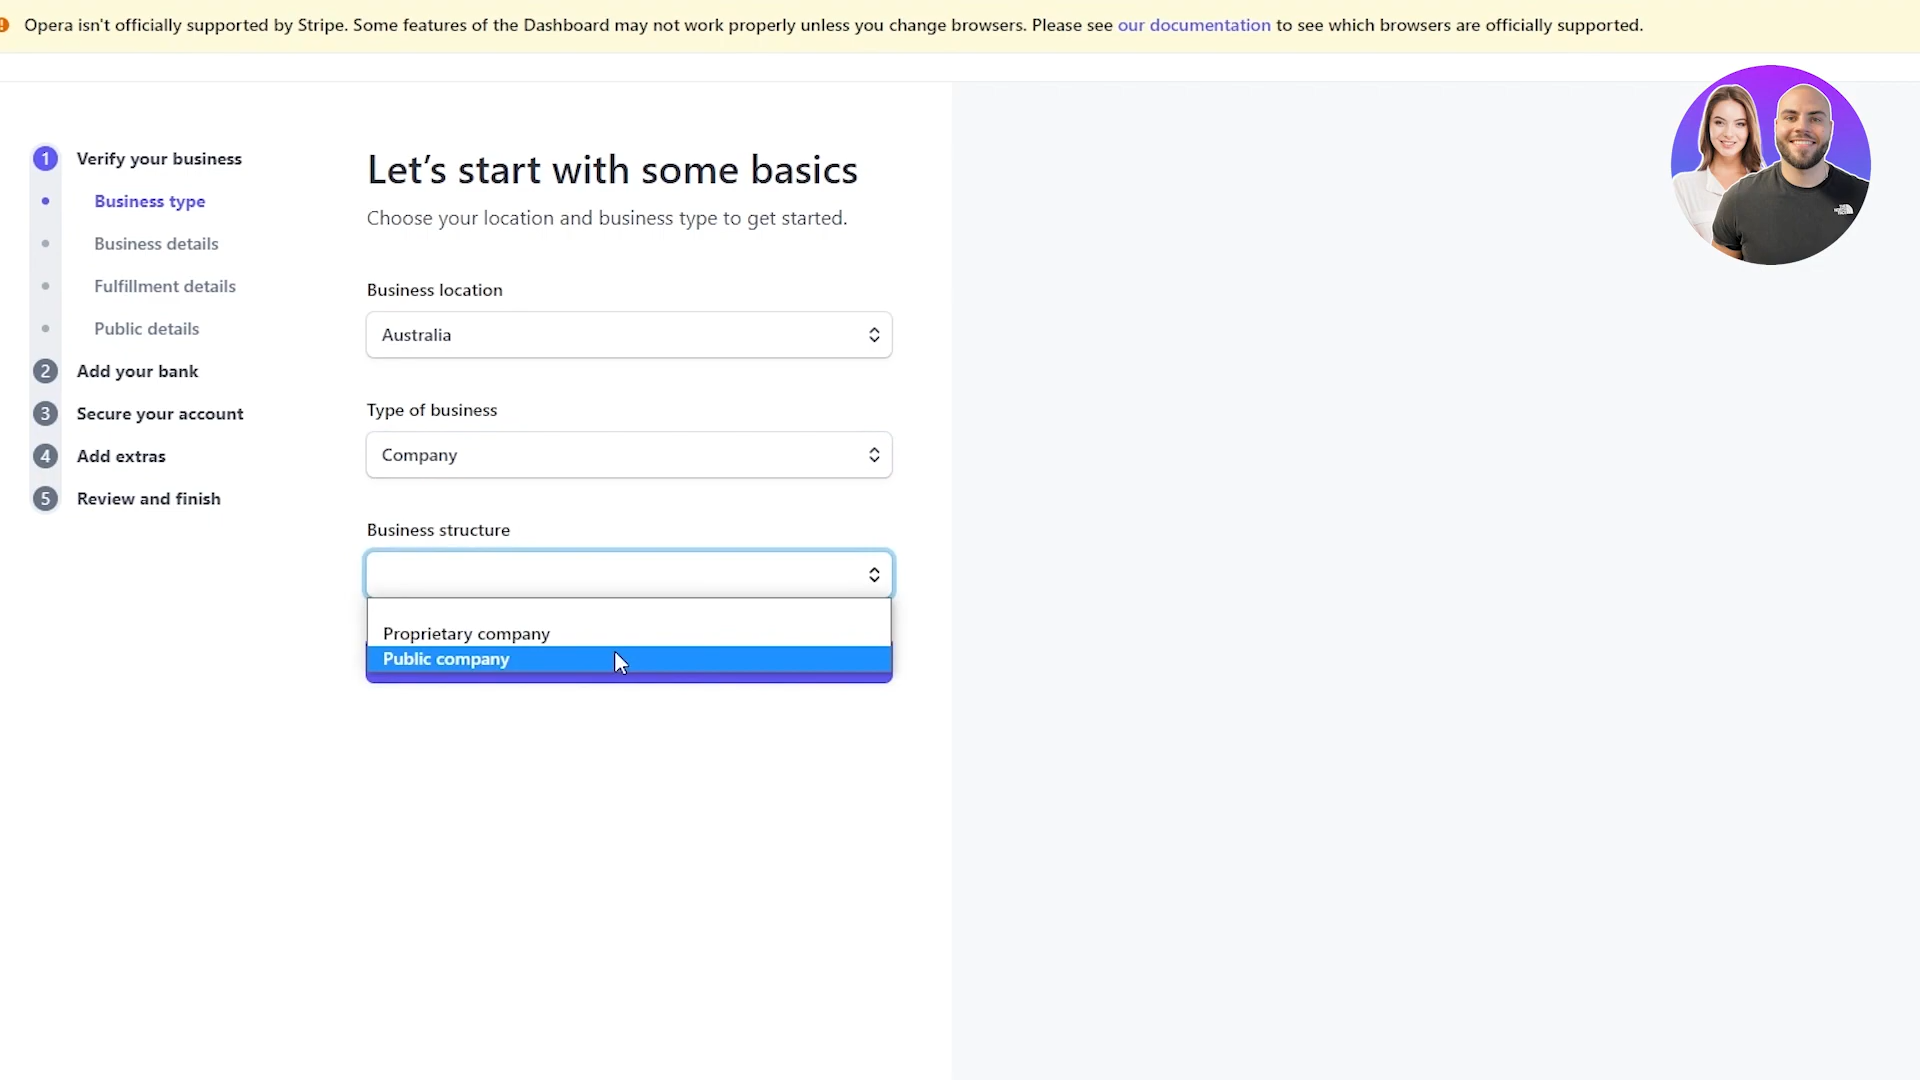 Opera isn't officially supported by Stripe. Some features of the Dashboard may not work properly unless you change browsers. Please see our documentation to see which browsers are officially supported.
1 Verify your business
Business type
Business details
Fulfillment details
Public details
2 Add your bank
3 Secure your account
4 Add extras
5 Review and finish
Let’s start with some basics
Choose your location and business type to get started.
Business location
Australia
Type of business
Company
Business structure
Proprietary company
Public company